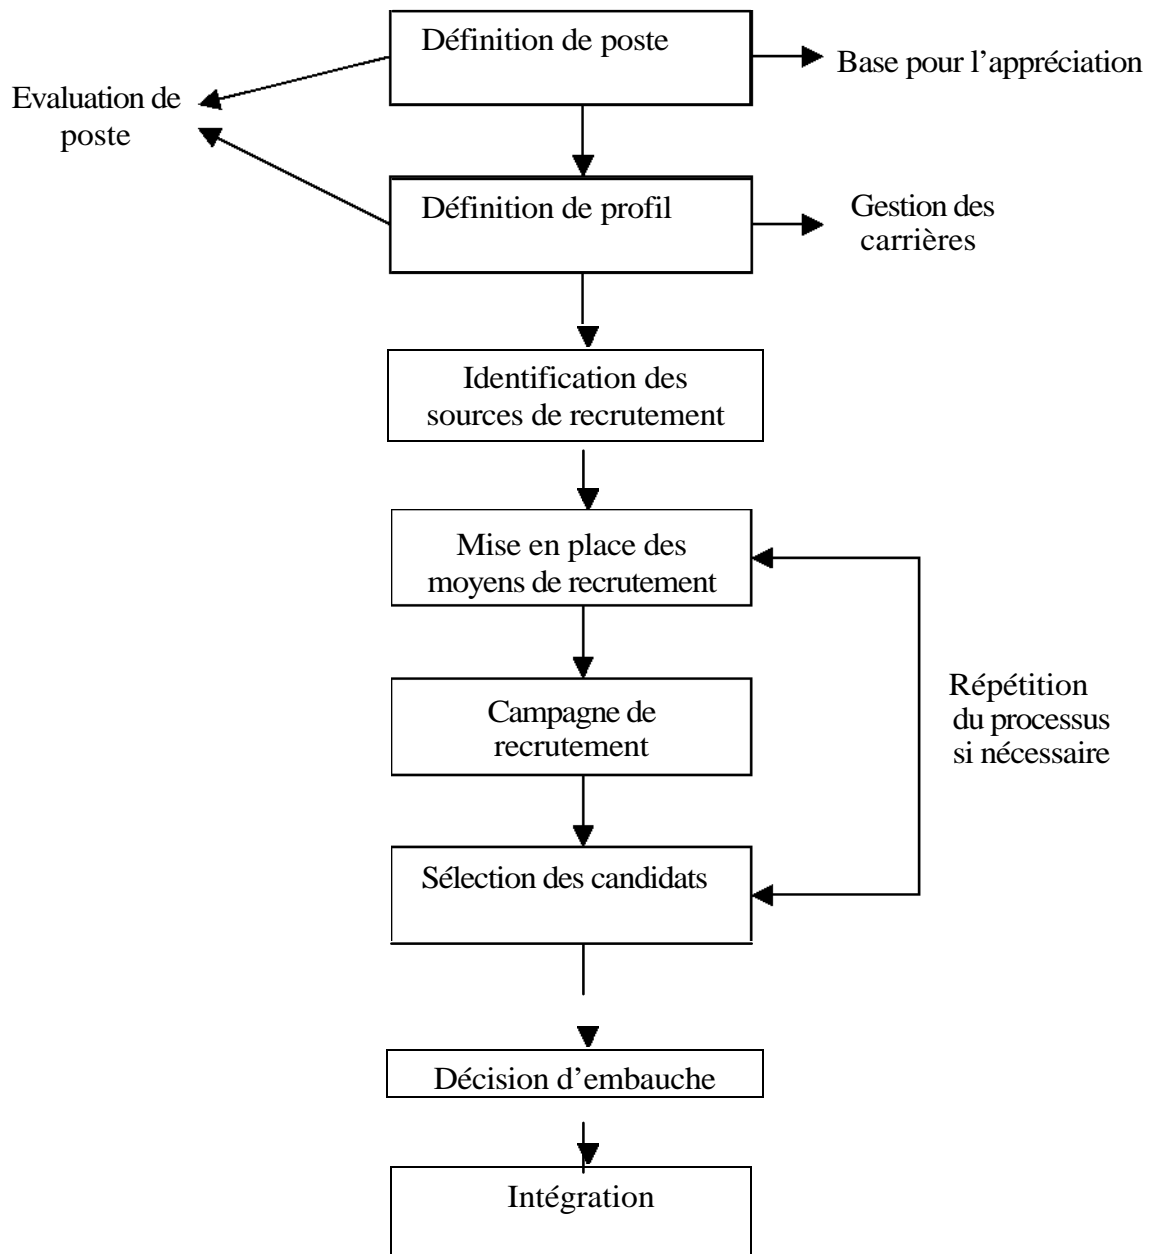 Définition de poste
Base pour l’appréciation
Evaluation de
poste
Définition de profil
Gestion des
carrières
Identification des
sources de recrutement
Mise en place des
moyens de recrutement
Campagne de
recrutement
Répétition
du processus
si nécessaire
Sélection des candidats
Décision d’embauche
Intégration